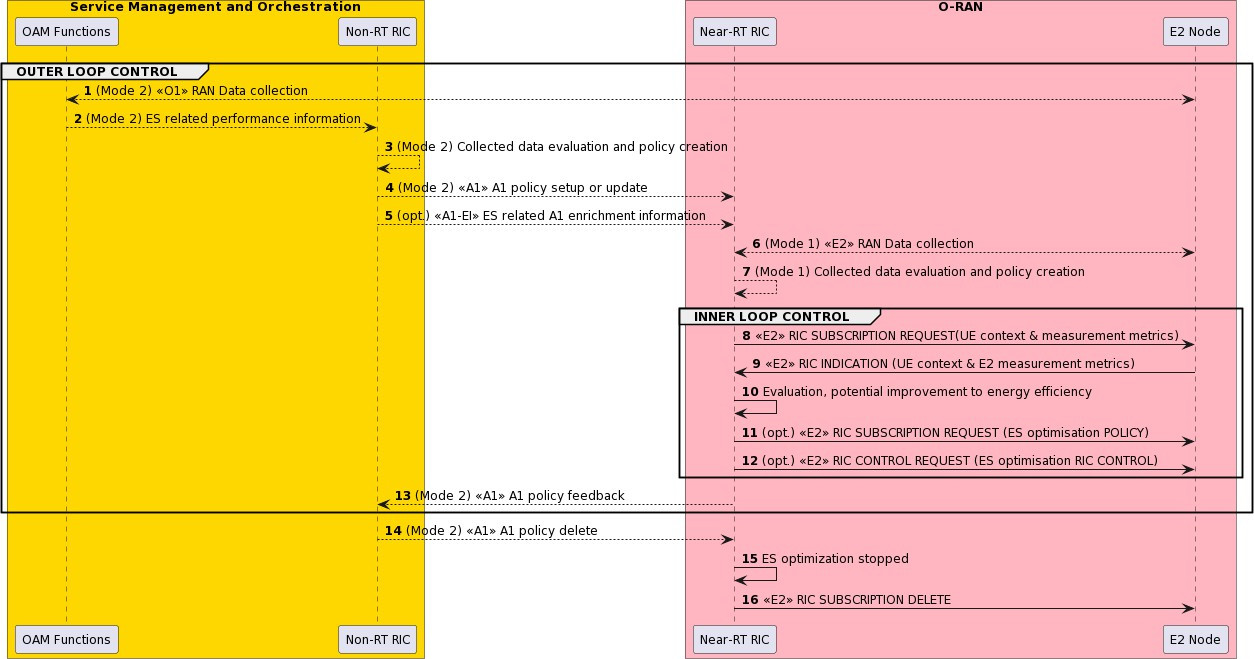 Service Management and Orchestration
O-RAN
OAM Functions
Non-RT RIC
Near-RT RIC
E2 Node
OUTER LOOP CONTROL
1 (Mode 2) «O1» RAN Data collection
2 (Mode 2) ES related performance information
3 (Mode 2) Collected data evaluation and policy creation
4 (Mode 2) «A1» A1 policy setup or update
5 (opt.) «A1-EI» ES related A1 enrichment information
6 (Mode 1) «E2» RAN Data collection
7 (Mode 1) Collected data evaluation and policy creation
INNER LOOP CONTROL
8 «E2» RIC SUBSCRIPTION REQUEST(UE context & measurement metrics)
9 «E2» RIC INDICATION (UE context & E2 measurement metrics)
10 Evaluation, potential improvement to energy efficiency
11 (opt.) «E2» RIC SUBSCRIPTION REQUEST (ES optimisation POLICY)
12 (opt.) «E2» RIC CONTROL REQUEST (ES optimisation RIC CONTROL)
13 (Mode 2) «A1» A1 policy feedback
14 (Mode 2) «A1» A1 policy delete
15 ES optimization stopped
16 «E2» RIC SUBSCRIPTION DELETE
OAM Functions
Non-RT RIC
Near-RT RIC
E2 Node